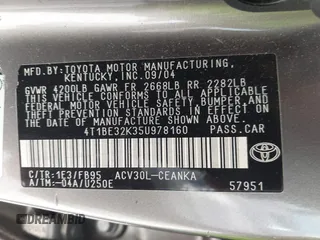 MFD. BY: TOYOTA MOTOR MANUFACTURING,
KENTUCKY, INC. 09/04
GVWR 4200LB GAWR FR 2668LB RR 2282LB
THIS VEHICLE CONFORMS TO ALL APPLICABLE
FEDERAL MOTOR VEHICLE SAFETY, BUMPER, AND
THEFT PREVENTION STANDARDS IN EFFECT ON
THE DATE OF MANUFACTURE SHOWN ABOVE.
4T1BE32K35U978160 PASS.CAR
C/TR: 1E3/FB95 ACV30L-CEANKA
A/TM: -04A/U250E
TOYOTA
57951
DREAMBID